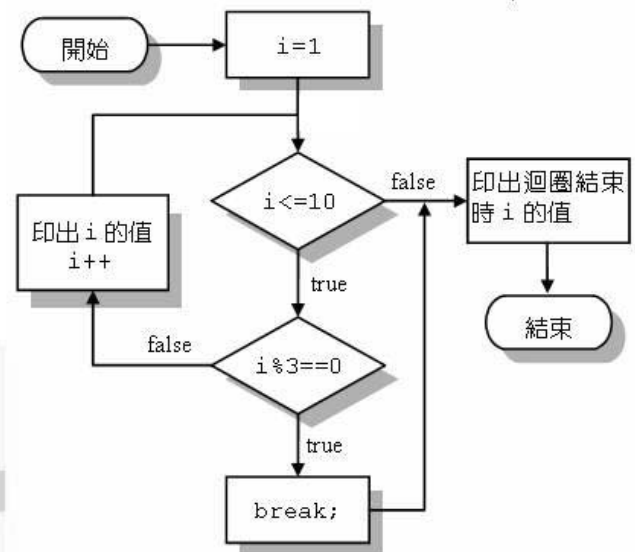 開始
i=1
i<=10
false
印出迴圈結束
時 i 的值
印出 i 的值
i++
true
結束
false
i%3==0
true
break;